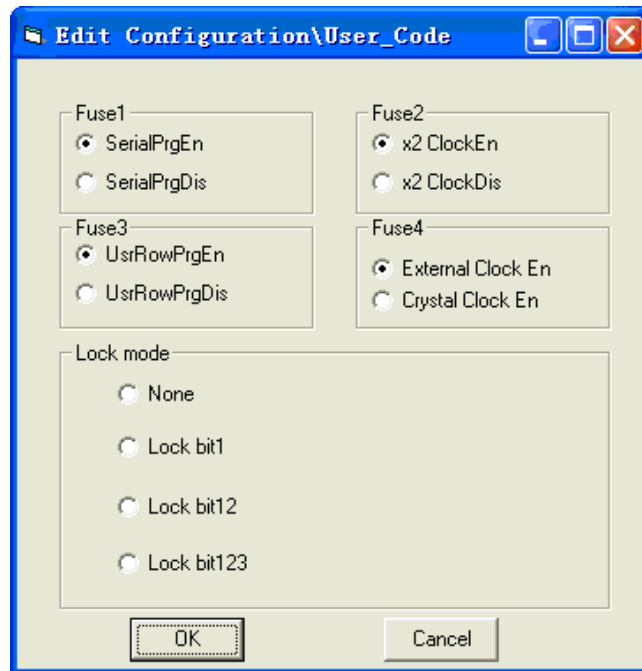 Edit Configuration\User_Code
Fuse1
SerialPrgEn
SerialPrgDis
Fuse2
x2 ClockEn
x2 ClockDis
Fuse3
UsrRowPrgEn
UsrRowPrgDis
Fuse4
External Clock En
Crystal Clock En
Lock mode
None
Lock bit1
Lock bit12
Lock bit123
OK
Cancel